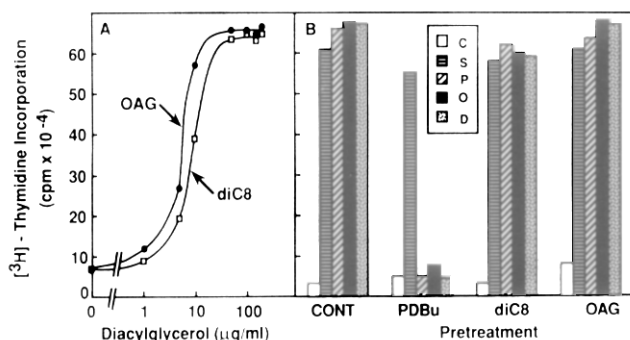 A
B
[3H] - Thymidine Incorporation
(cpm x 10-4)
60
50
40
30
20
10
0
OAG
diC8
0
1
10
100
Diacylglycerol (μg/ml)
C
S
P
O
D
CONT
PDBu
diC8
OAG
Pretreatment